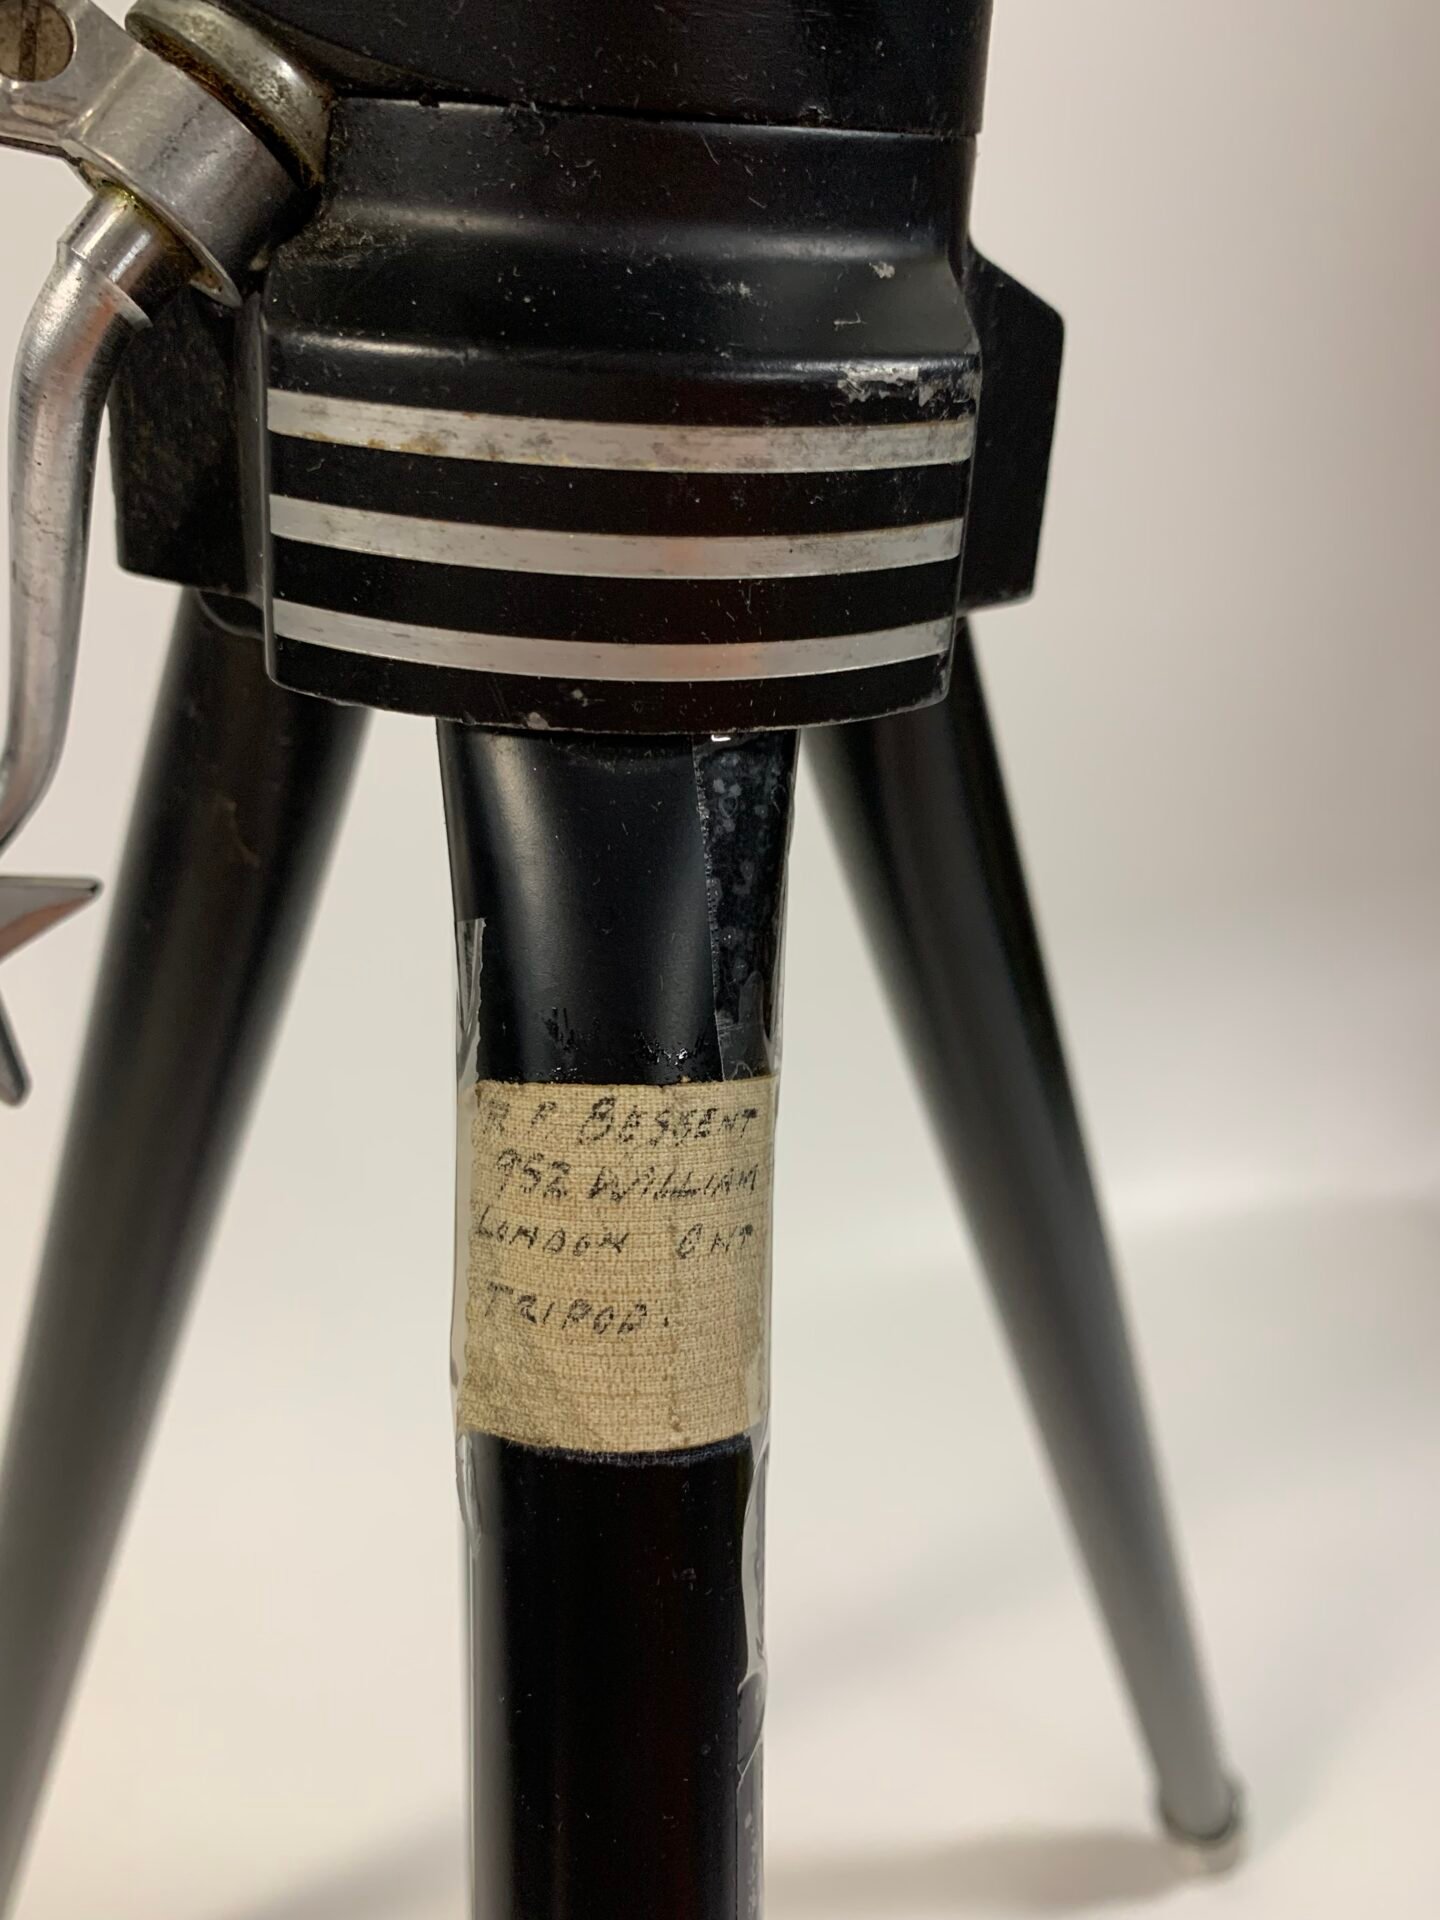 R P. BESSENT
952 WILLIAM
LONDON ONT
TRIPOD.